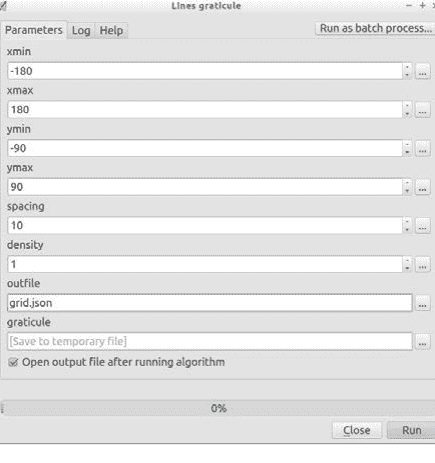 Lines graticule
Parameters Log Help Run as batch process...
xmin
-180 ...
xmax
180 ...
ymin
-90 ...
ymax
90 ...
spacing
10 ...
density
1 ...
outfile
grid.json ...
graticule
[Save to temporary file] ...
Open output file after running algorithm
0%
Close Run